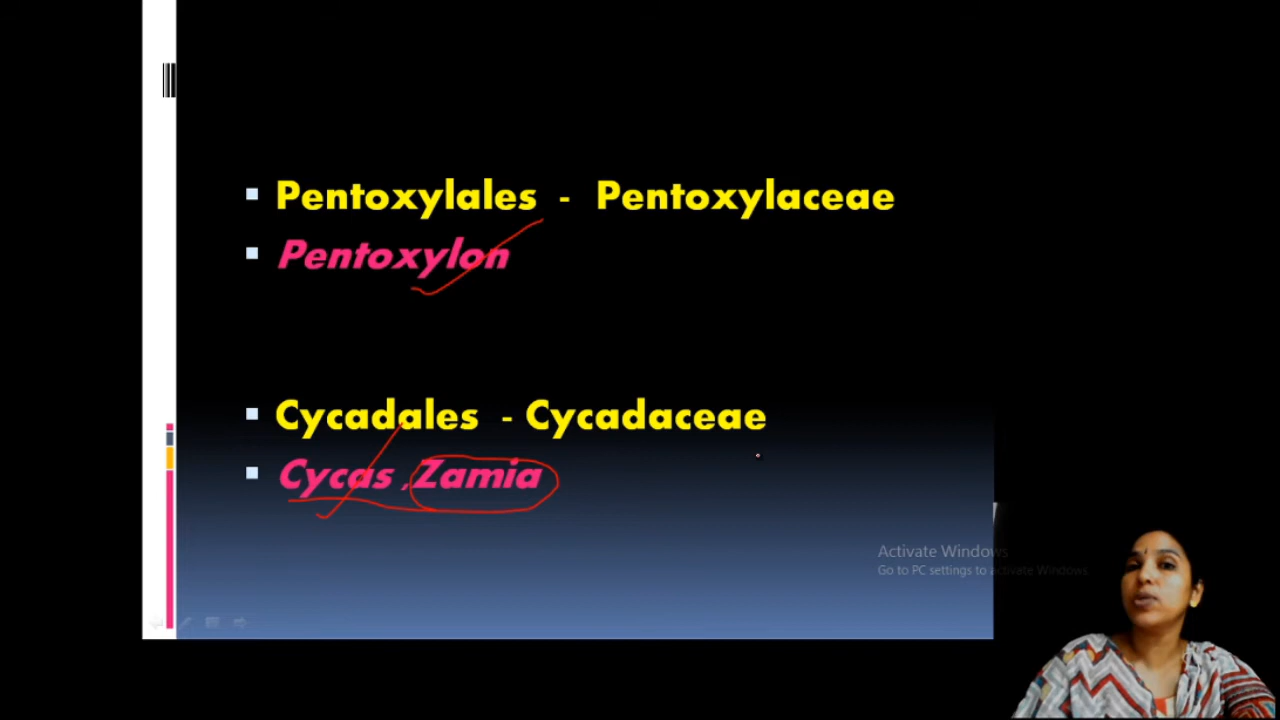 Pentoxylales - Pentoxylaceae
Pentoxylon
Cycadales - Cycadaceae
Cycas ,Zamia
Activate Windows
Go to PC settings to activate Windows.